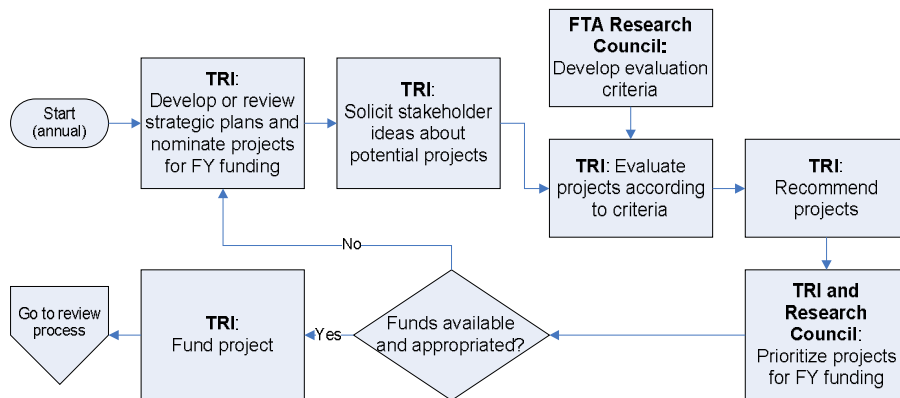 Start
(annual)
TRI:
Develop or review
strategic plans and
nominate projects
for FY funding
TRI:
Solicit stakeholder
ideas about
potential projects
FTA Research
Council:
Develop evaluation
criteria
TRI: Evaluate
projects according
to criteria
TRI:
Recommend
projects
TRI and
Research
Council:
Prioritize projects
for FY funding
Funds available
and appropriated?
No
Yes
TRI:
Fund project
Go to review
process